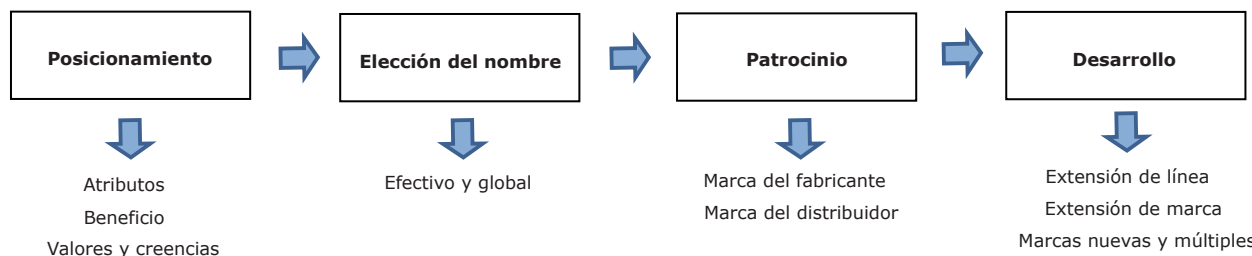 Posicionamiento
Elección del nombre
Patrocinio
Desarrollo
Atributos
Beneficio
Valores y creencias
Efectivo y global
Marca del fabricante
Marca del distribuidor
Extensión de línea
Extensión de marca
Marcas nuevas y múltiples